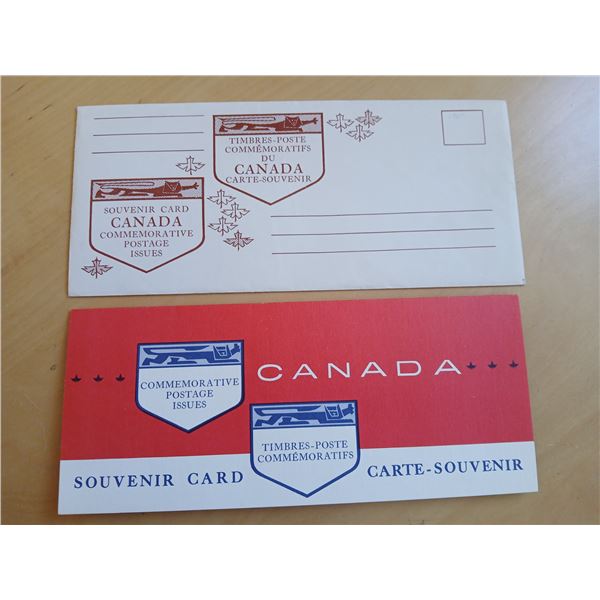 TIMBRES-POSTE
COMMÉMORATIFS
DU
CANADA
CARTE-SOUVENIR
SOUVENIR CARD
CANADA
COMMEMORATIVE
POSTAGE
ISSUES
CANADA
COMMEMORATIVE
POSTAGE
ISSUES
TIMBRES-POSTE
COMMÉMORATIFS
SOUVENIR CARD
CARTE-SOUVENIR